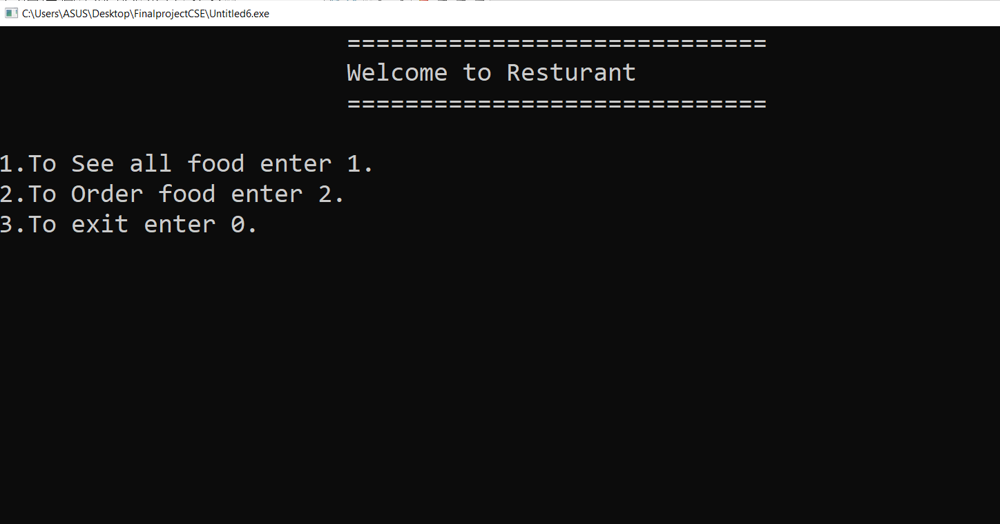 C:\Users\ASUS\Desktop\FinalprojectCSE\Untitled6.exe
=============================
Welcome to Resturant
=============================
1.To See all food enter 1.
2.To Order food enter 2.
3.To exit enter 0.